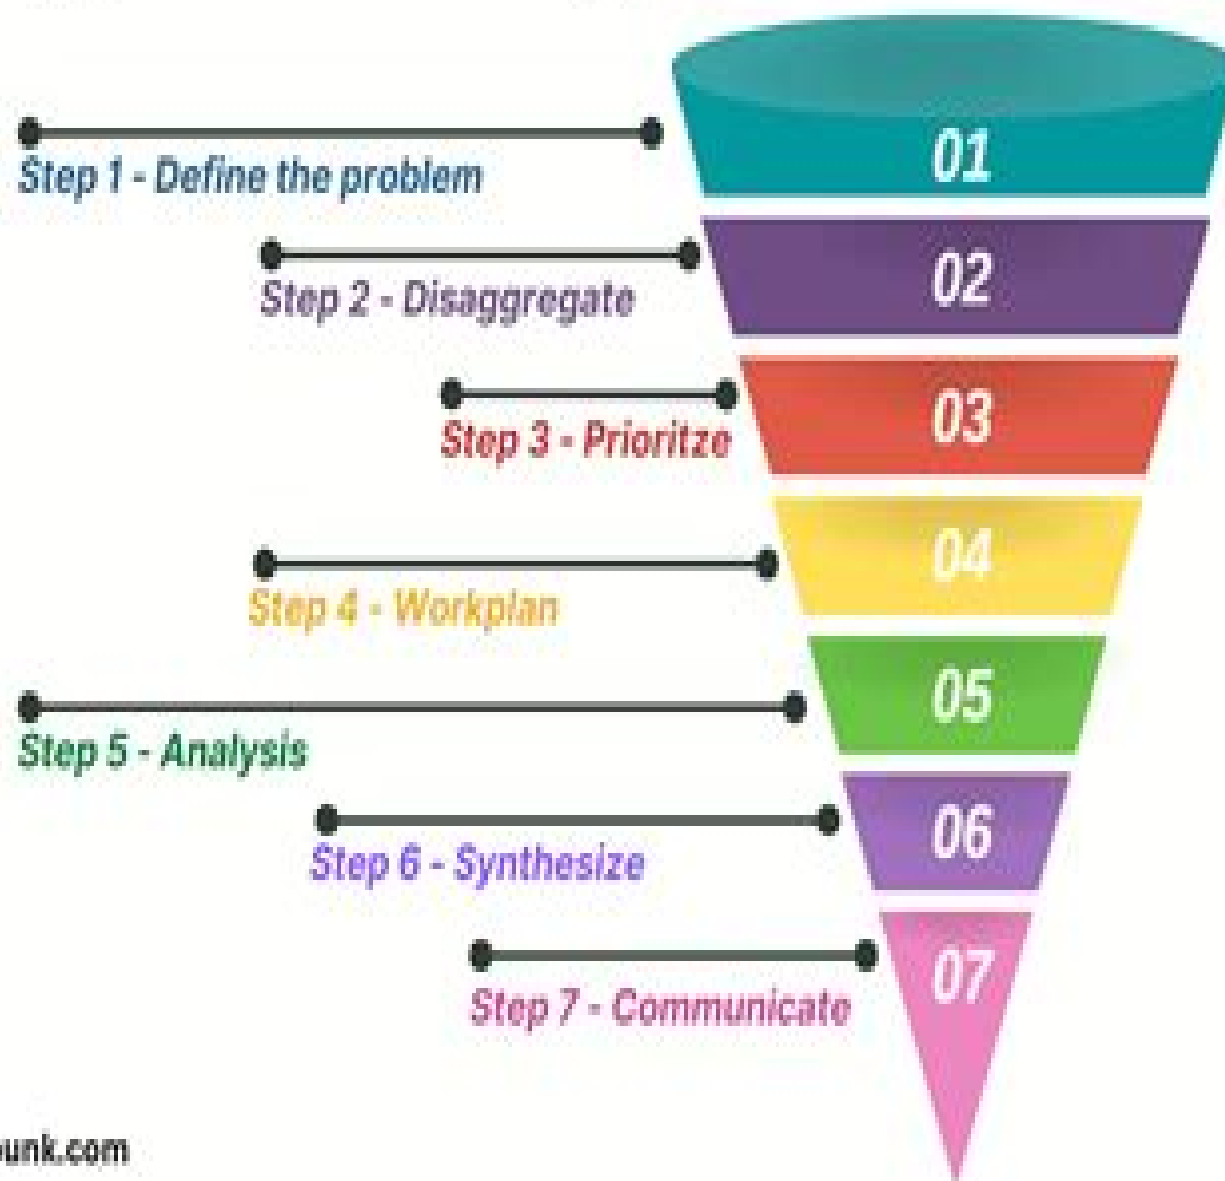 Step 1 - Define the problem
01
Step 2 - Disaggregate
02
Step 3 - Prioritze
03
Step 4 - Workplan
04
Step 5 - Analysis
05
Step 6 - Synthesize
06
Step 7 - Communicate
07
unk.com